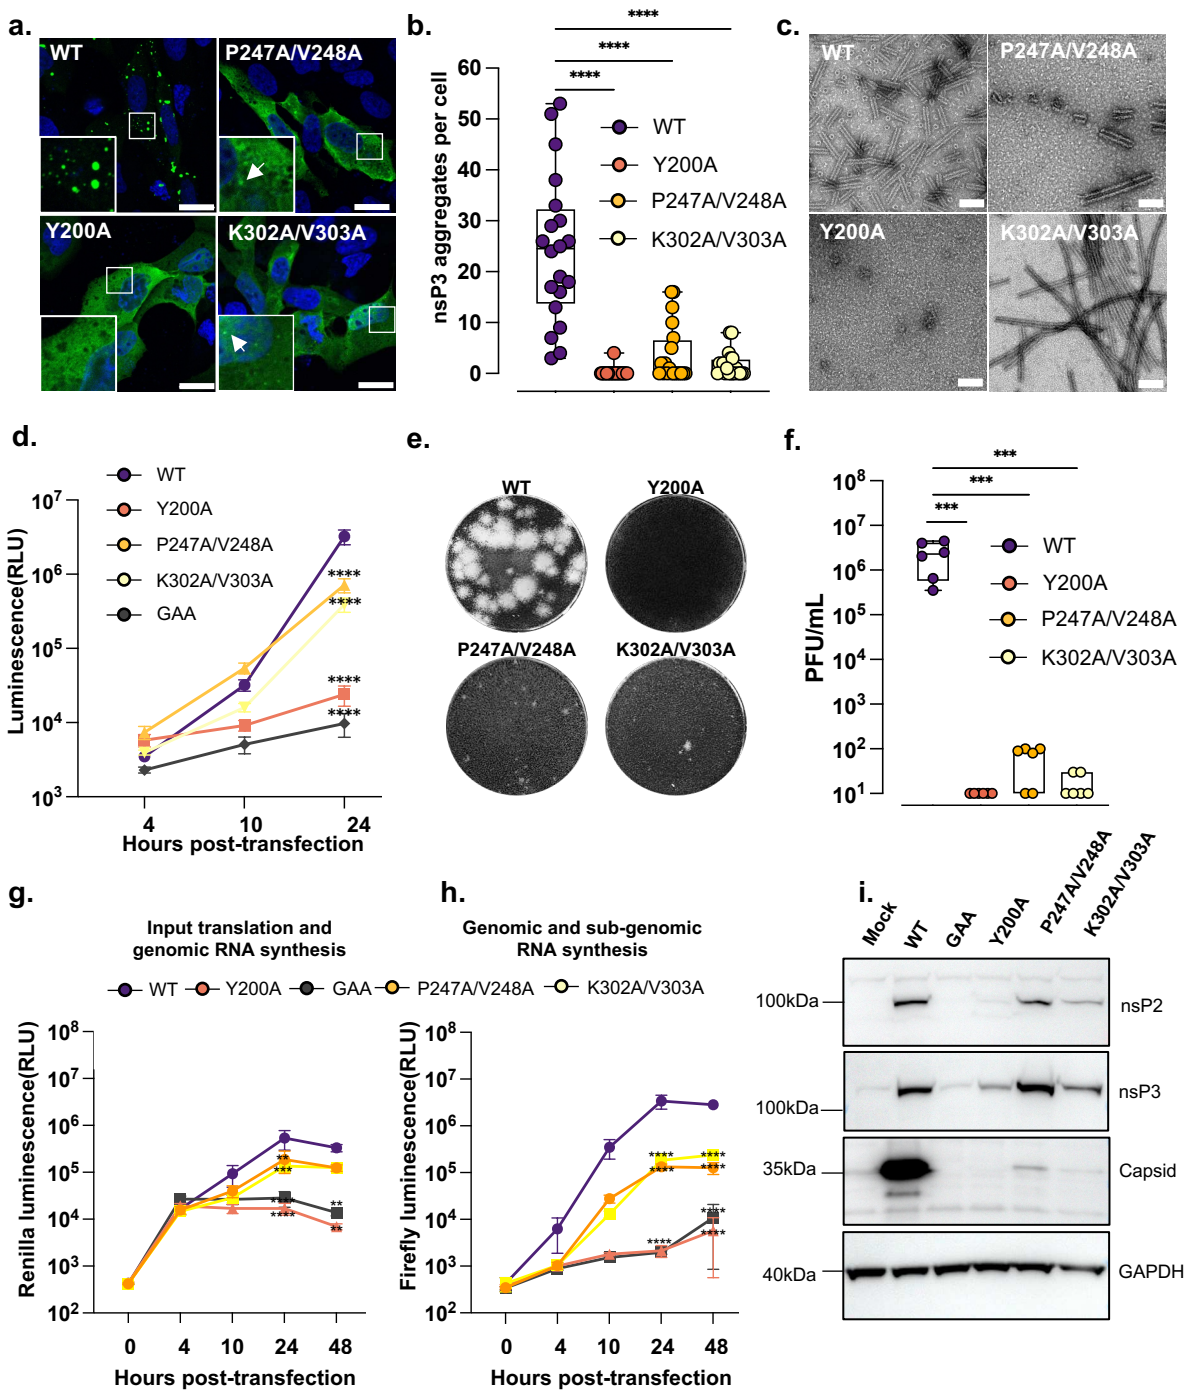 a.
WT
P247A/V248A
Y200A
K302A/V303A
b.
****
****
****
nsP3 aggregates per cell
60
50
40
30
20
10
0
WT
Y200A
P247A/V248A
K302A/V303A
c.
WT
P247A/V248A
Y200A
K302A/V303A
d.
WT
Y200A
P247A/V248A
K302A/V303A
GAA
Luminescence(RLU)
10⁷
10⁶
10⁵
10⁴
10³
****
****
****
****
4 10 24
Hours post-transfection
e.
WT
Y200A
P247A/V248A
K302A/V303A
f.
***
***
***
PFU/mL
10⁸
10⁷
10⁶
10⁵
10⁴
10³
10²
10¹
WT
Y200A
P247A/V248A
K302A/V303A
g.
Input translation and
genomic RNA synthesis
h.
Genomic and sub-genomic
RNA synthesis
WT Y200A GAA P247A/V248A K302A/V303A
Renilla luminescence(RLU)
10⁸
10⁷
10⁶
10⁵
10⁴
10³
10²
**
***
****
****
**
**
0 4 10 24 48
Hours post-transfection
Firefly luminescence(RLU)
10⁸
10⁷
10⁶
10⁵
10⁴
10³
10²
****
****
****
****
****
****
****
0 4 10 24 48
Hours post-transfection
i.
Mock WT GAA Y200A P247A/V248A K302A/V303A
100kDa nsP2
nsP3
100kDa
35kDa Capsid
40kDa GAPDH